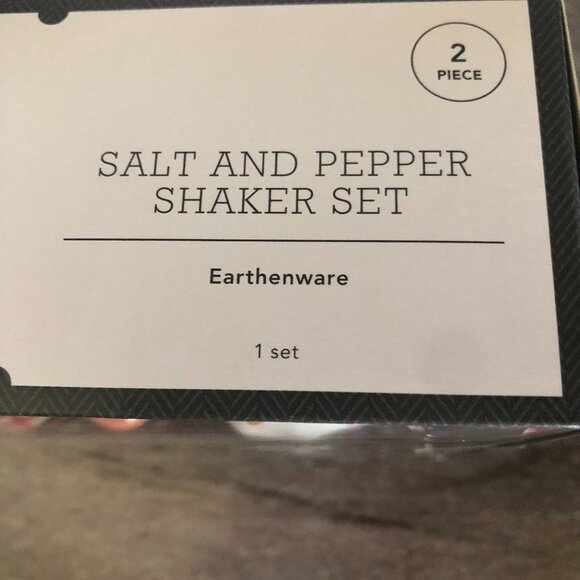 2
PIECE
SALT AND PEPPER
SHAKER SET
Earthenware
1 set